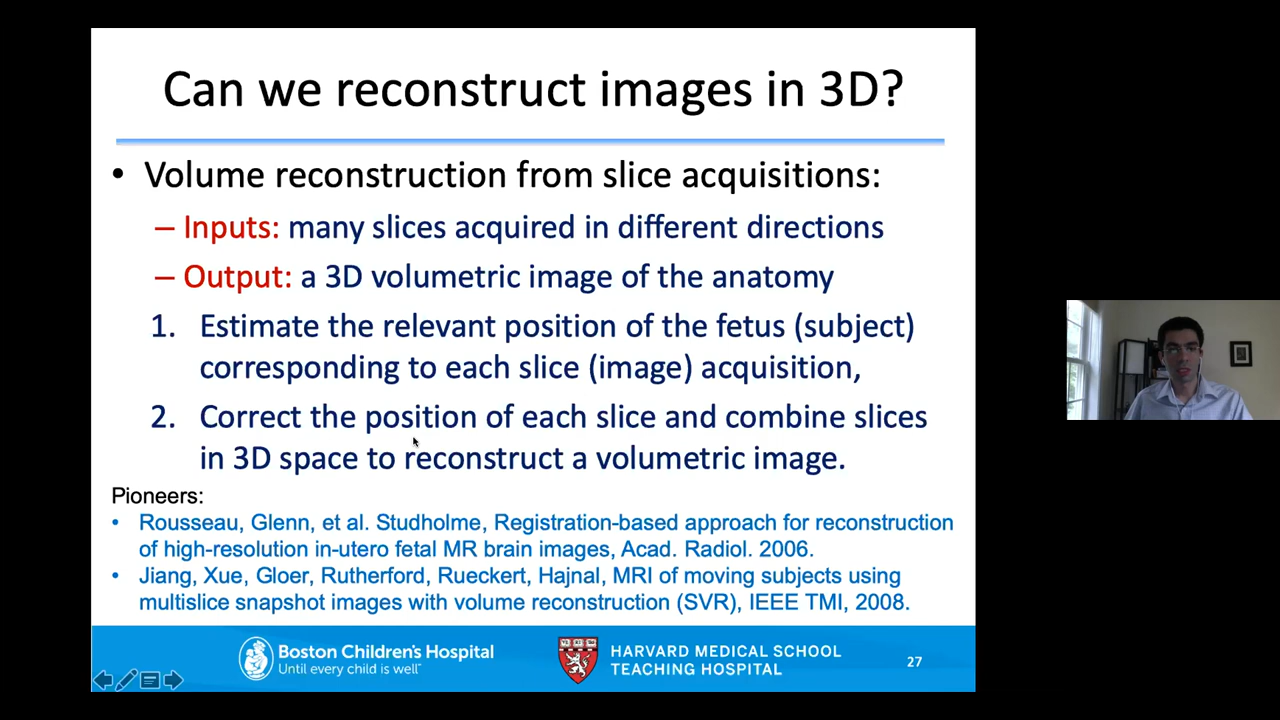 Can we reconstruct images in 3D?
• Volume reconstruction from slice acquisitions:
– Inputs: many slices acquired in different directions
– Output: a 3D volumetric image of the anatomy
1. Estimate the relevant position of the fetus (subject)
corresponding to each slice (image) acquisition,
2. Correct the position of each slice and combine slices
in 3D space to reconstruct a volumetric image.
Pioneers:
• Rousseau, Glenn, et al. Studholme, Registration-based approach for reconstruction
of high-resolution in-utero fetal MR brain images, Acad. Radiol. 2006.
• Jiang, Xue, Gloer, Rutherford, Rueckert, Hajnal, MRI of moving subjects using
multislice snapshot images with volume reconstruction (SVR), IEEE TMI, 2008.
Boston Children's Hospital
Until every child is well™
HARVARD MEDICAL SCHOOL
TEACHING HOSPITAL
27